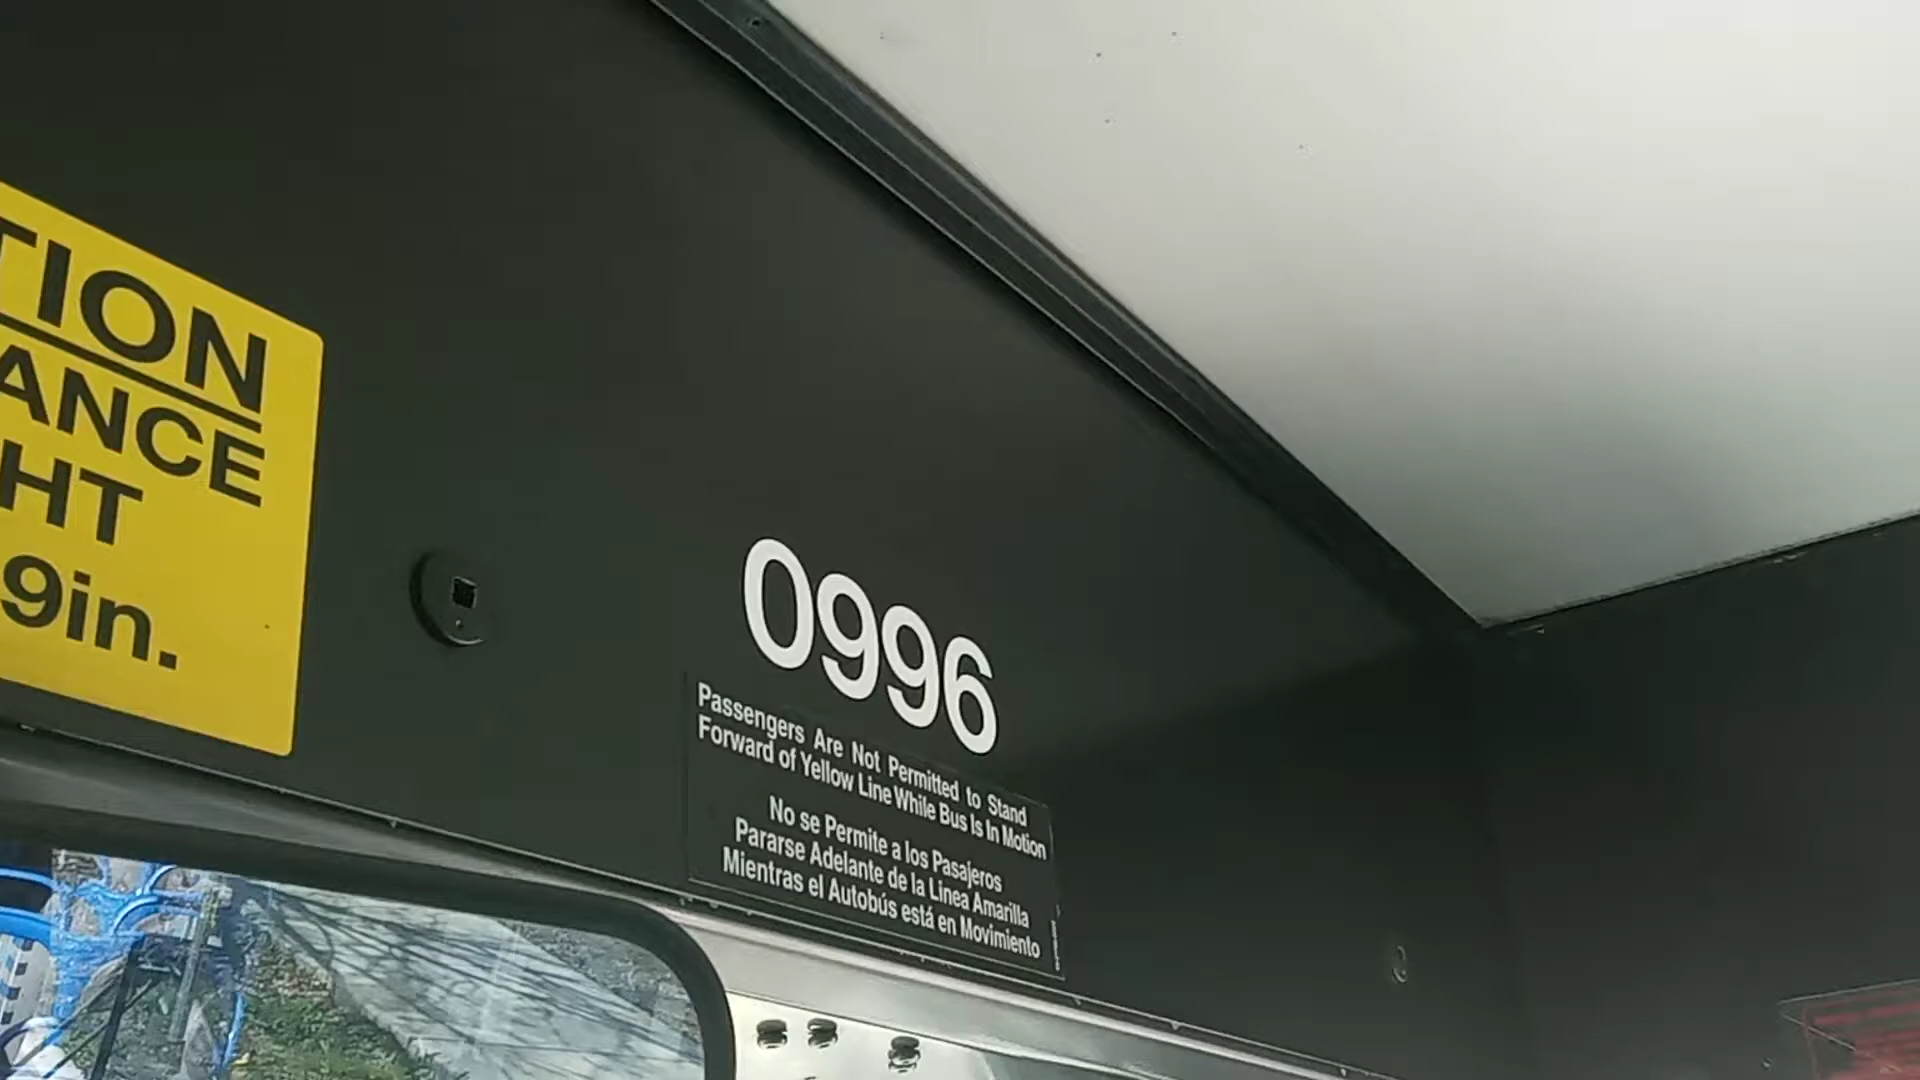 TION
ANCE
HT
9in.
0996
Passengers Are Not Permitted to Stand
Forward of Yellow Line While Bus Is In Motion
No se Permite a los Pasajeros
Pararse Adelante de la Linea Amarilla
Mientras el Autobús está en Movimiento